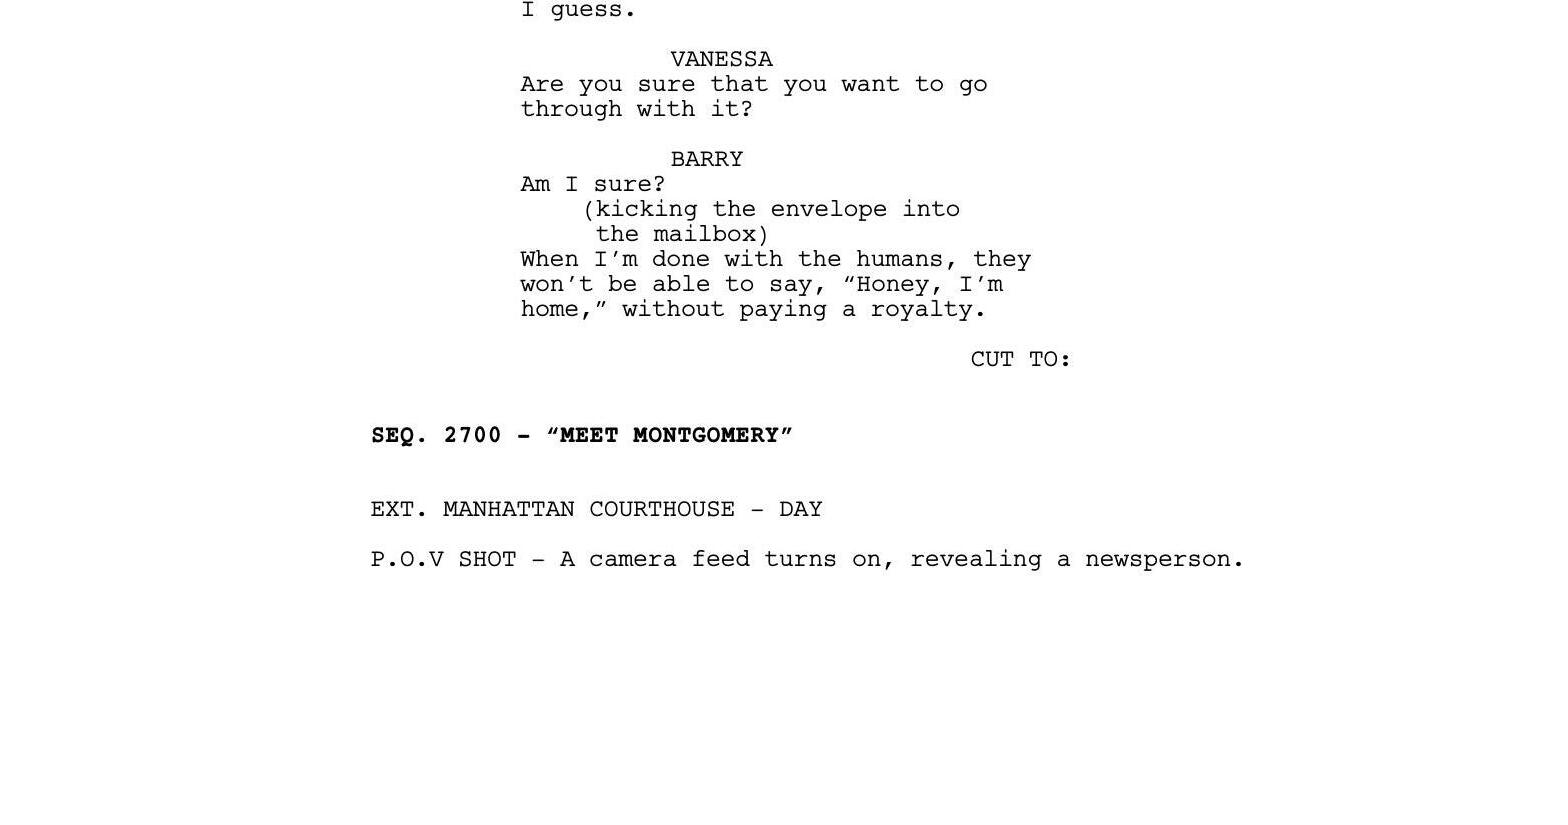 I guess.
VANESSA
Are you sure that you want to go
through with it?
BARRY
Am I sure?
(kicking the envelope into
the mailbox)
When I’m done with the humans, they
won’t be able to say, “Honey, I’m
home,” without paying a royalty.
CUT TO:
SEQ. 2700 – “MEET MONTGOMERY”
EXT. MANHATTAN COURTHOUSE – DAY
P.O.V SHOT – A camera feed turns on, revealing a newsperson.